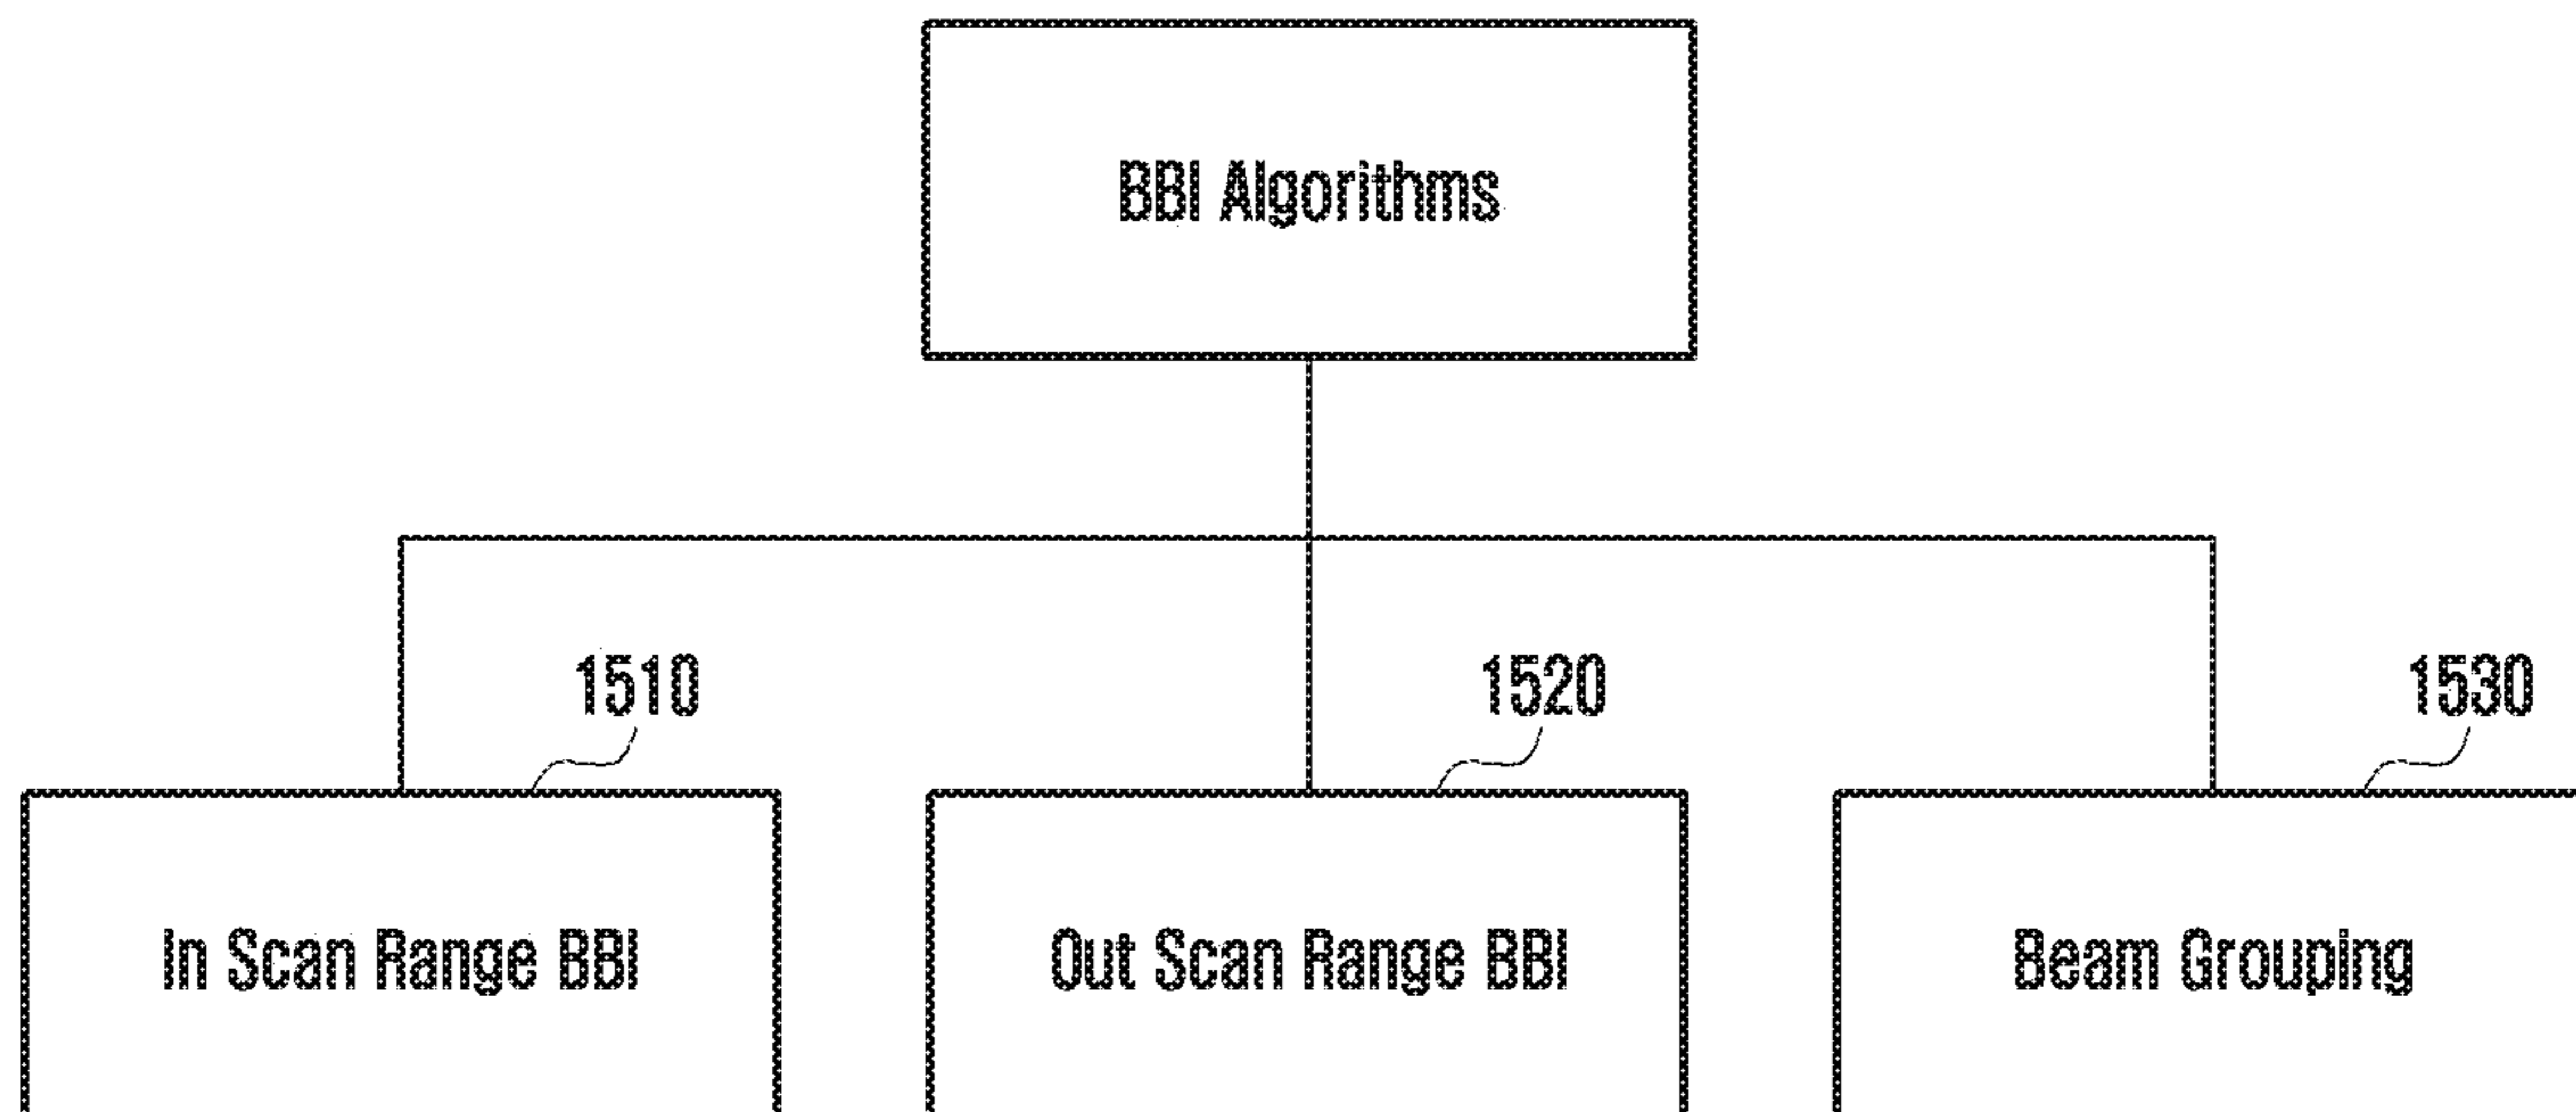 BBI Algorithms
1510
1520
1530
In Scan Range BBI
Out Scan Range BBI
Beam Grouping